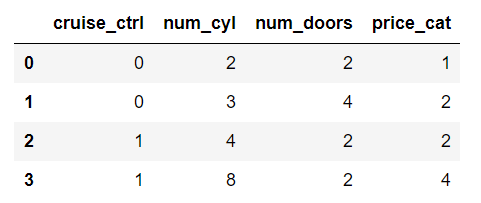 cruise_ctrl num_cyl num_doors price_cat
0 0 2 2 1
1 0 3 4 2
2 1 4 2 2
3 1 8 2 4